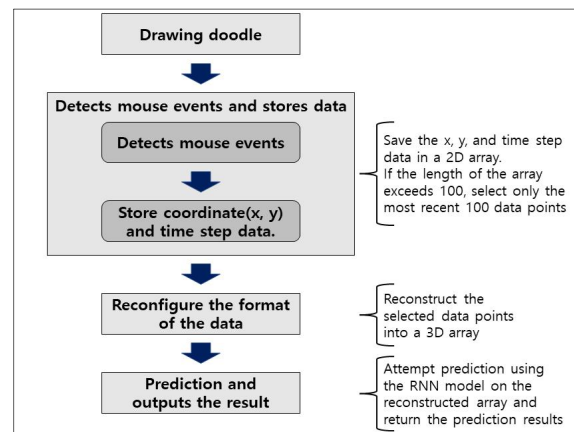 Drawing doodle
Detects mouse events and stores data
Detects mouse events
Store coordinate(x, y)
and time step data.
Save the x, y, and time step
data in a 2D array.
If the length of the array
exceeds 100, select only the
most recent 100 data points
Reconfigure the format
of the data
Reconstruct the
selected data points
into a 3D array
Prediction and
outputs the result
Attempt prediction using
the RNN model on the
reconstructed array and
return the prediction results